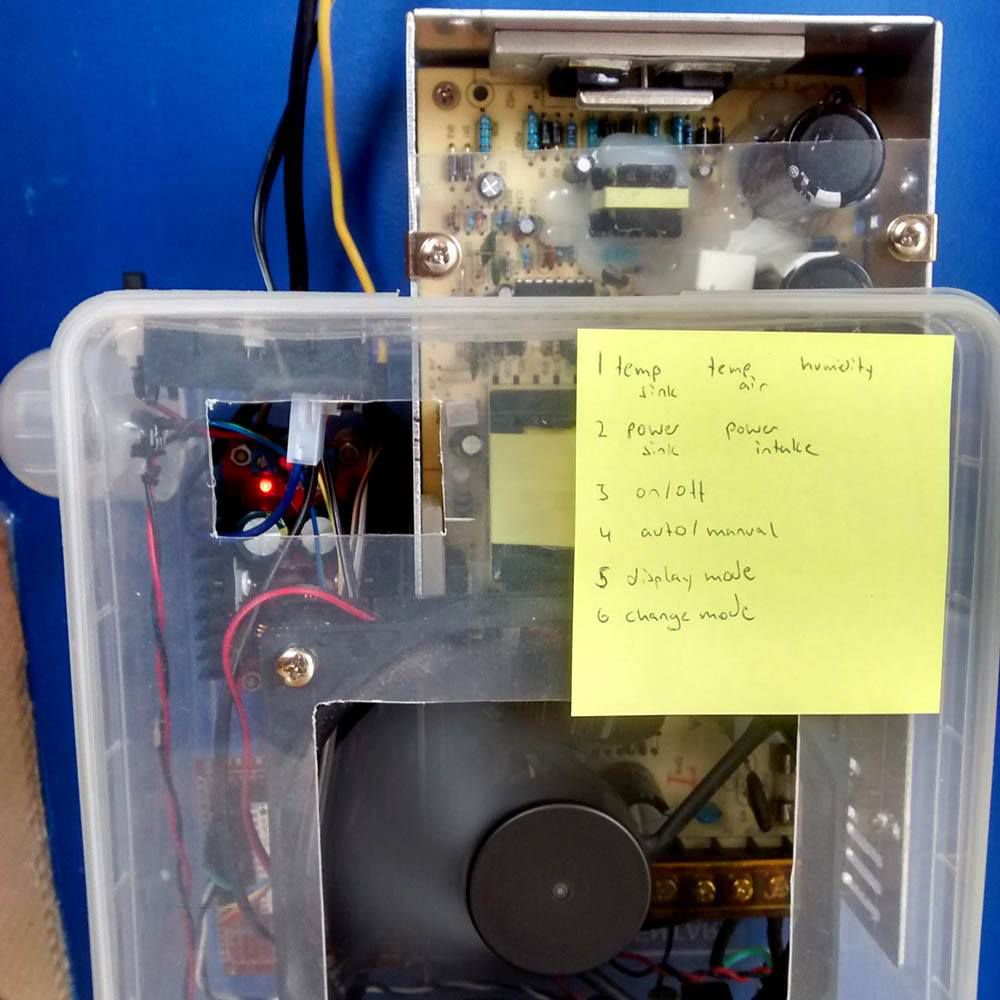 1 temp temp humidity
sink air
2 power power
sink intake
3 on/off
4 auto/manual
5 display mode
6 change mode